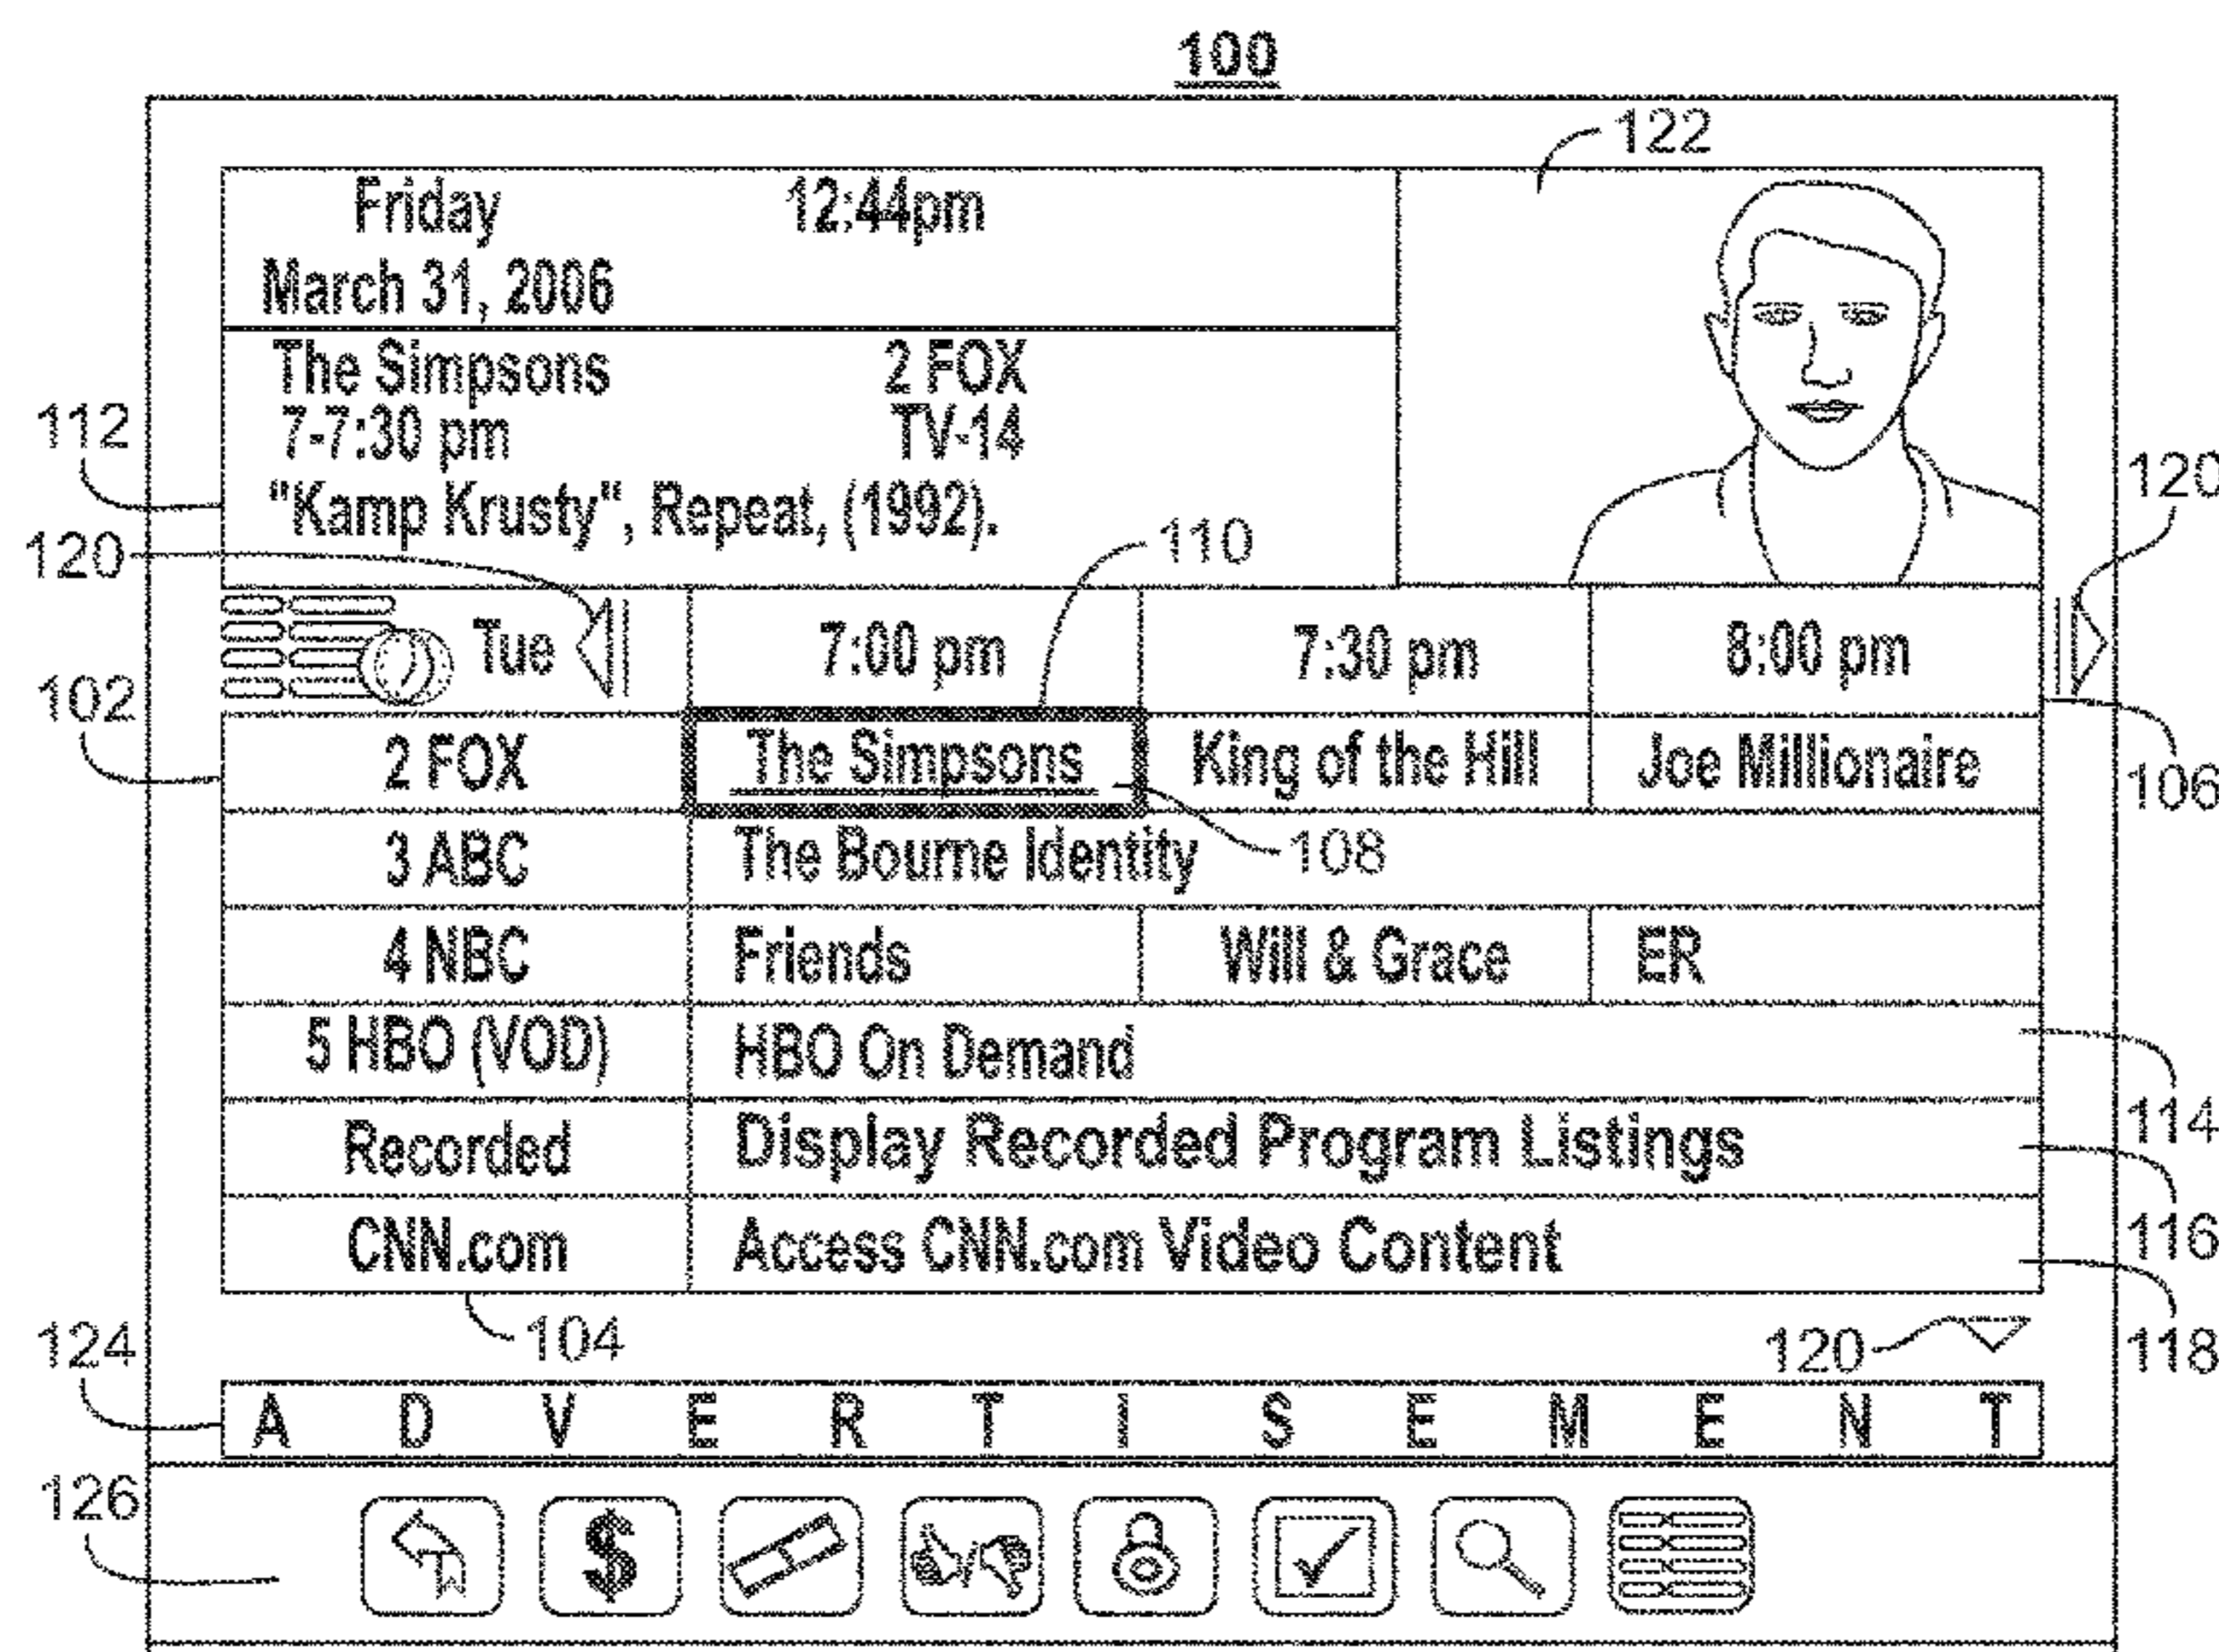 100
122
Friday 12:44pm
March 31, 2006
The Simpsons 2 FOX
112
7-7:30 pm TV-14
120
"Kamp Krusty", Repeat, (1992).
120
110
Tue 7:00 pm 7:30 pm 8:00 pm
102
2 FOX The Simpsons King of the Hill Joe Millionaire
106
3 ABC The Bourne Identity
108
4 NBC Friends Will & Grace ER
5 HBO (VOD) HBO On Demand
114
Recorded Display Recorded Program Listings
116
CNN.com Access CNN.com Video Content
124
104
120
118
A D V E R T I S E M E N T
126
$